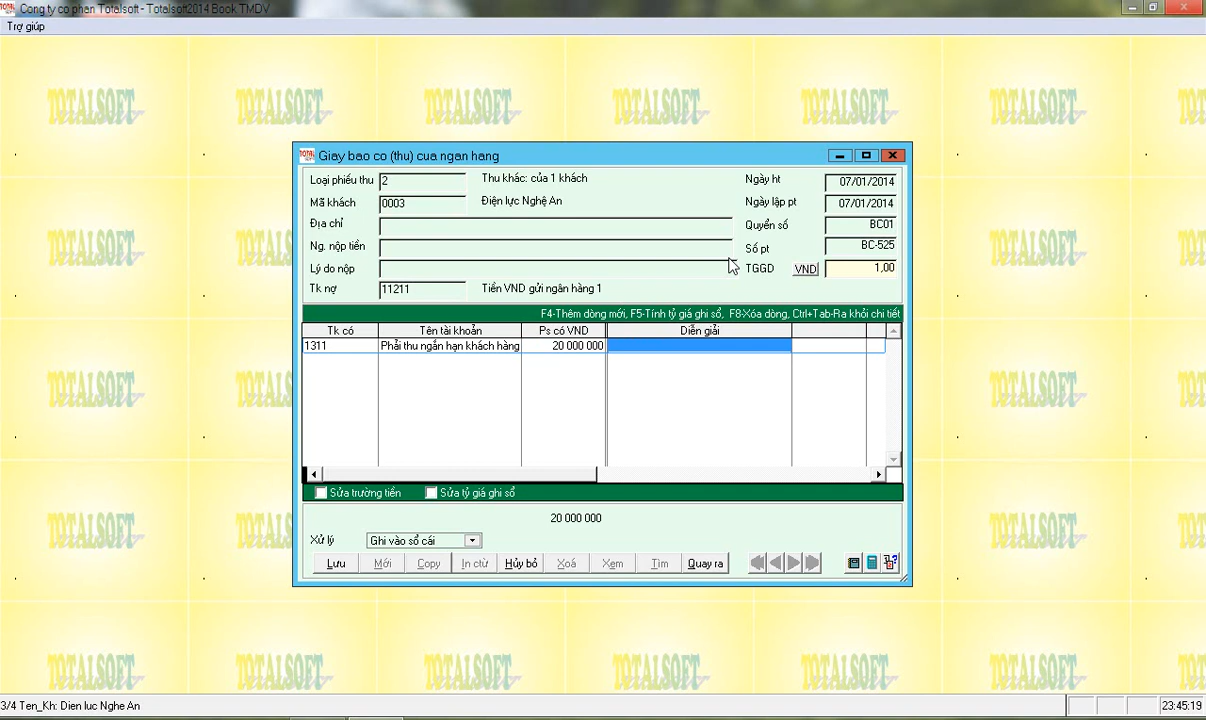 Cong ty co phan Totalsoft - Totalsoft2014 Book TMDV
Trợ giúp
Giay bao co (thu) cua ngan hang
Loại phiếu thu 2 Thu khác: của 1 khách Ngày ht 07/01/2014
Mã khách 0003 Điện lực Nghệ An Ngày lập pt 07/01/2014
Địa chỉ Quyển số BC01
Ng. nộp tiền Số pt BC-525
Lý do nộp TGGD VND 1,00
Tk nợ 11211 Tiền VND gửi ngân hàng 1
F4-Thêm dòng mới, F5-Tính tỷ giá ghi sổ, F8-Xóa dòng, Ctrl+Tab-Ra khỏi chi tiết
Tk có Tên tài khoản Ps có VND Diễn giải
1311 Phải thu ngắn hạn khách hàng 20 000 000
Sửa trường tiền Sửa tỷ giá ghi sổ
20 000 000
Xử lý Ghi vào sổ cái
Lưu Mới Copy In ctừ Hủy bỏ Xoá Xem Tìm Quay ra
3/4 Ten_Kh: Dien luc Nghe An 23:45:19
TOTALSOFT